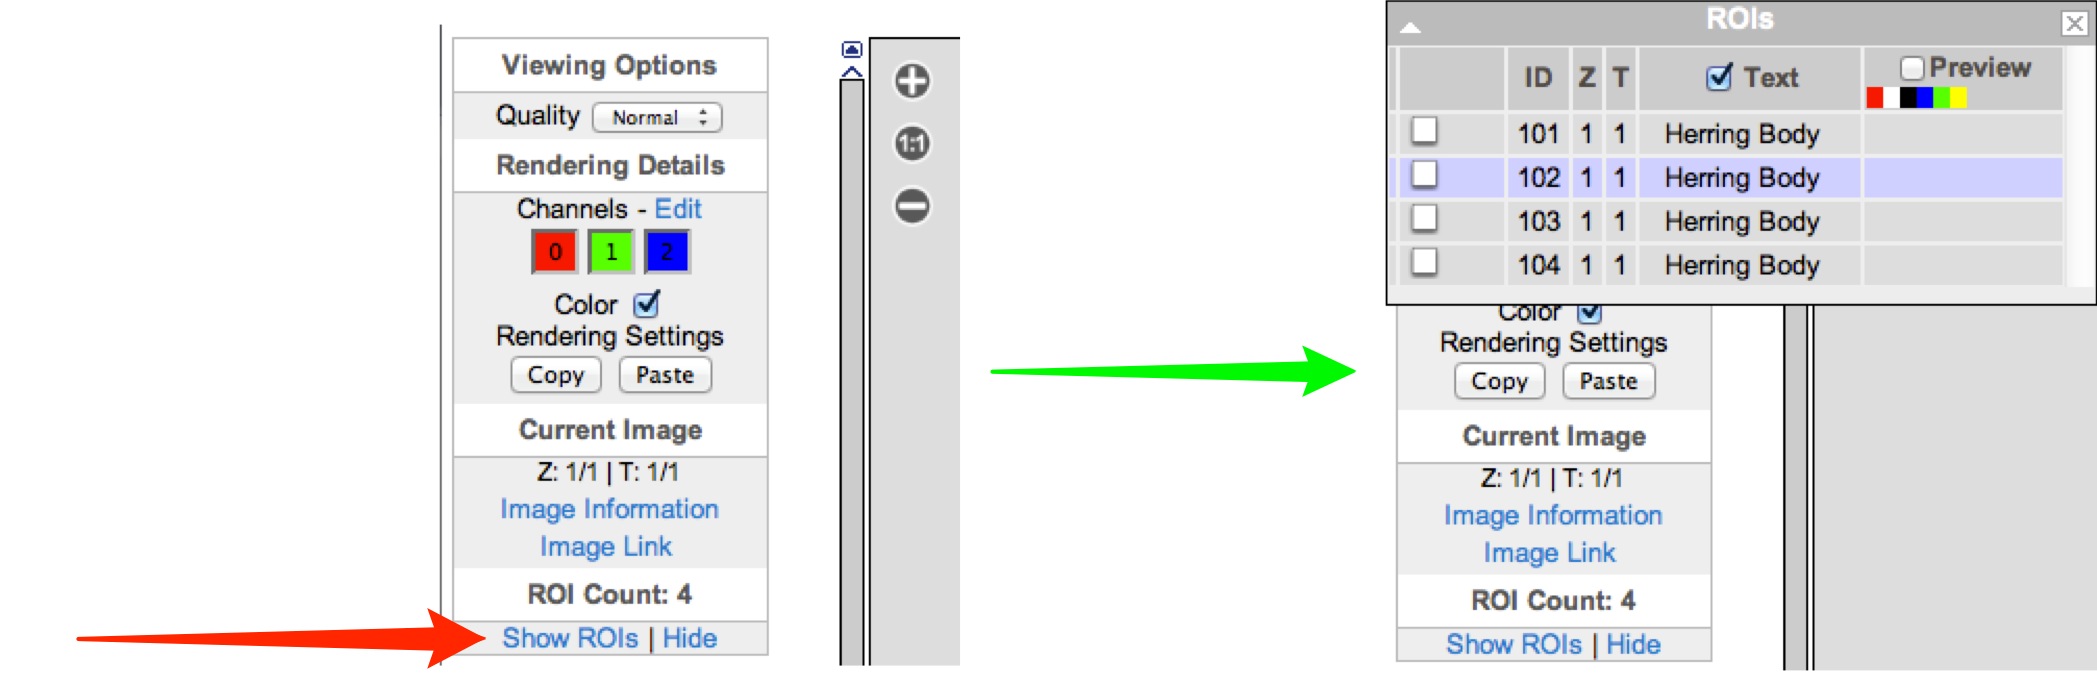 Viewing Options
Quality Normal
Rendering Details
Channels - Edit
0 1 2
Color
Rendering Settings
Copy Paste
Current Image
Z: 1/1 | T: 1/1
Image Information
Image Link
ROI Count: 4
Show ROIs | Hide
1:1
ROIs
ID Z T Text Preview
101 1 1 Herring Body
102 1 1 Herring Body
103 1 1 Herring Body
104 1 1 Herring Body
Color
Rendering Settings
Copy Paste
Current Image
Z: 1/1 | T: 1/1
Image Information
Image Link
ROI Count: 4
Show ROIs | Hide